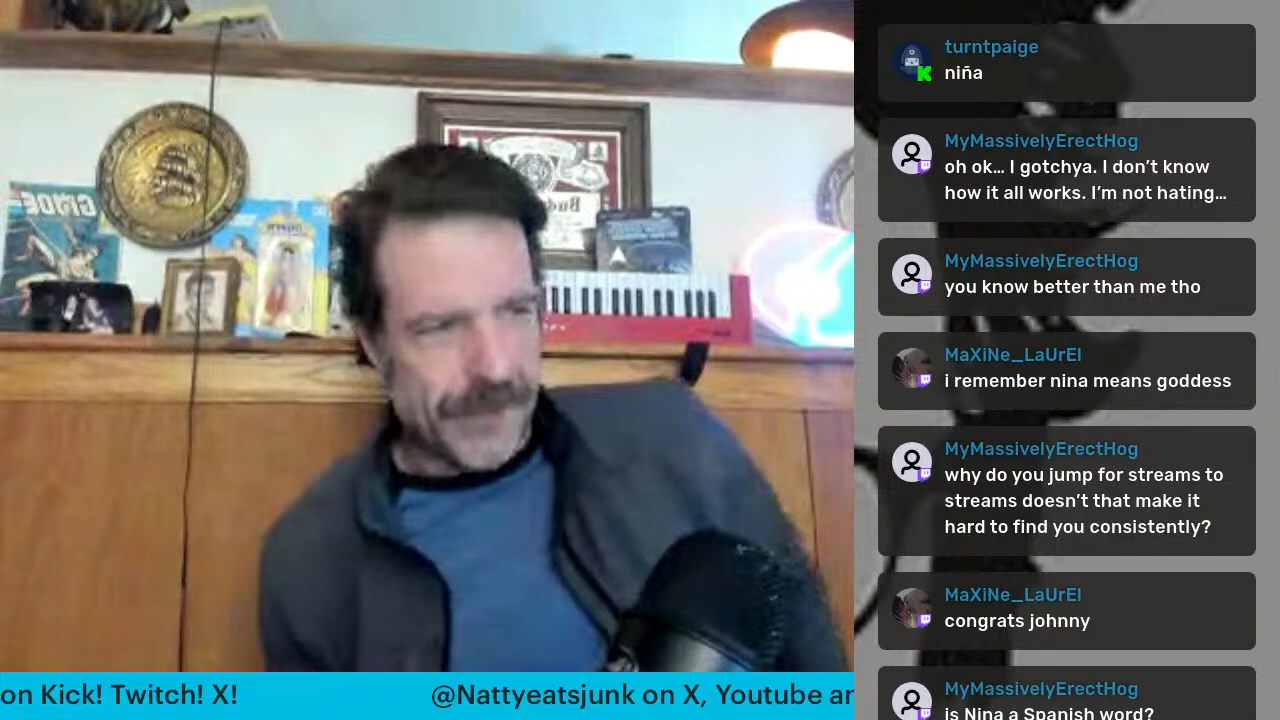 GIJOE
Bud
turntpaige
niña
MyMassivelyErectHog
oh ok… I gotchya. I don’t know
how it all works. I’m not hating…
MyMassivelyErectHog
you know better than me tho
MaXiNe_LaUrEl
i remember nina means goddess
MyMassivelyErectHog
why do you jump for streams to
streams doesn’t that make it
hard to find you consistently?
MaXiNe_LaUrEl
congrats johnny
MyMassivelyErectHog
is Nina a Spanish word?
on Kick! Twitch! X!
@Nattyeatsjunk on X, Youtube an